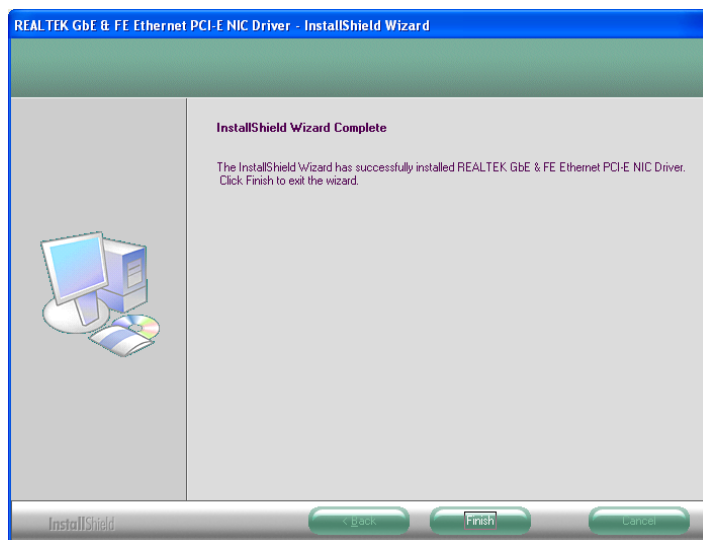 REALTEK GbE & FE Ethernet PCI-E NIC Driver - InstallShield Wizard
InstallShield Wizard Complete
The InstallShield Wizard has successfully installed REALTEK GbE & FE Ethernet PCI-E NIC Driver.
Click Finish to exit the wizard.
InstallShield
< Back
Finish
Cancel